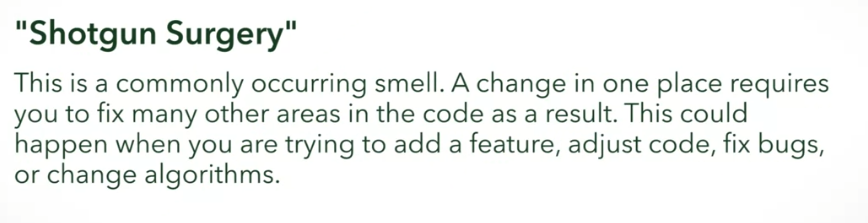 "Shotgun Surgery"
This is a commonly occurring smell. A change in one place requires
you to fix many other areas in the code as a result. This could
happen when you are trying to add a feature, adjust code, fix bugs,
or change algorithms.